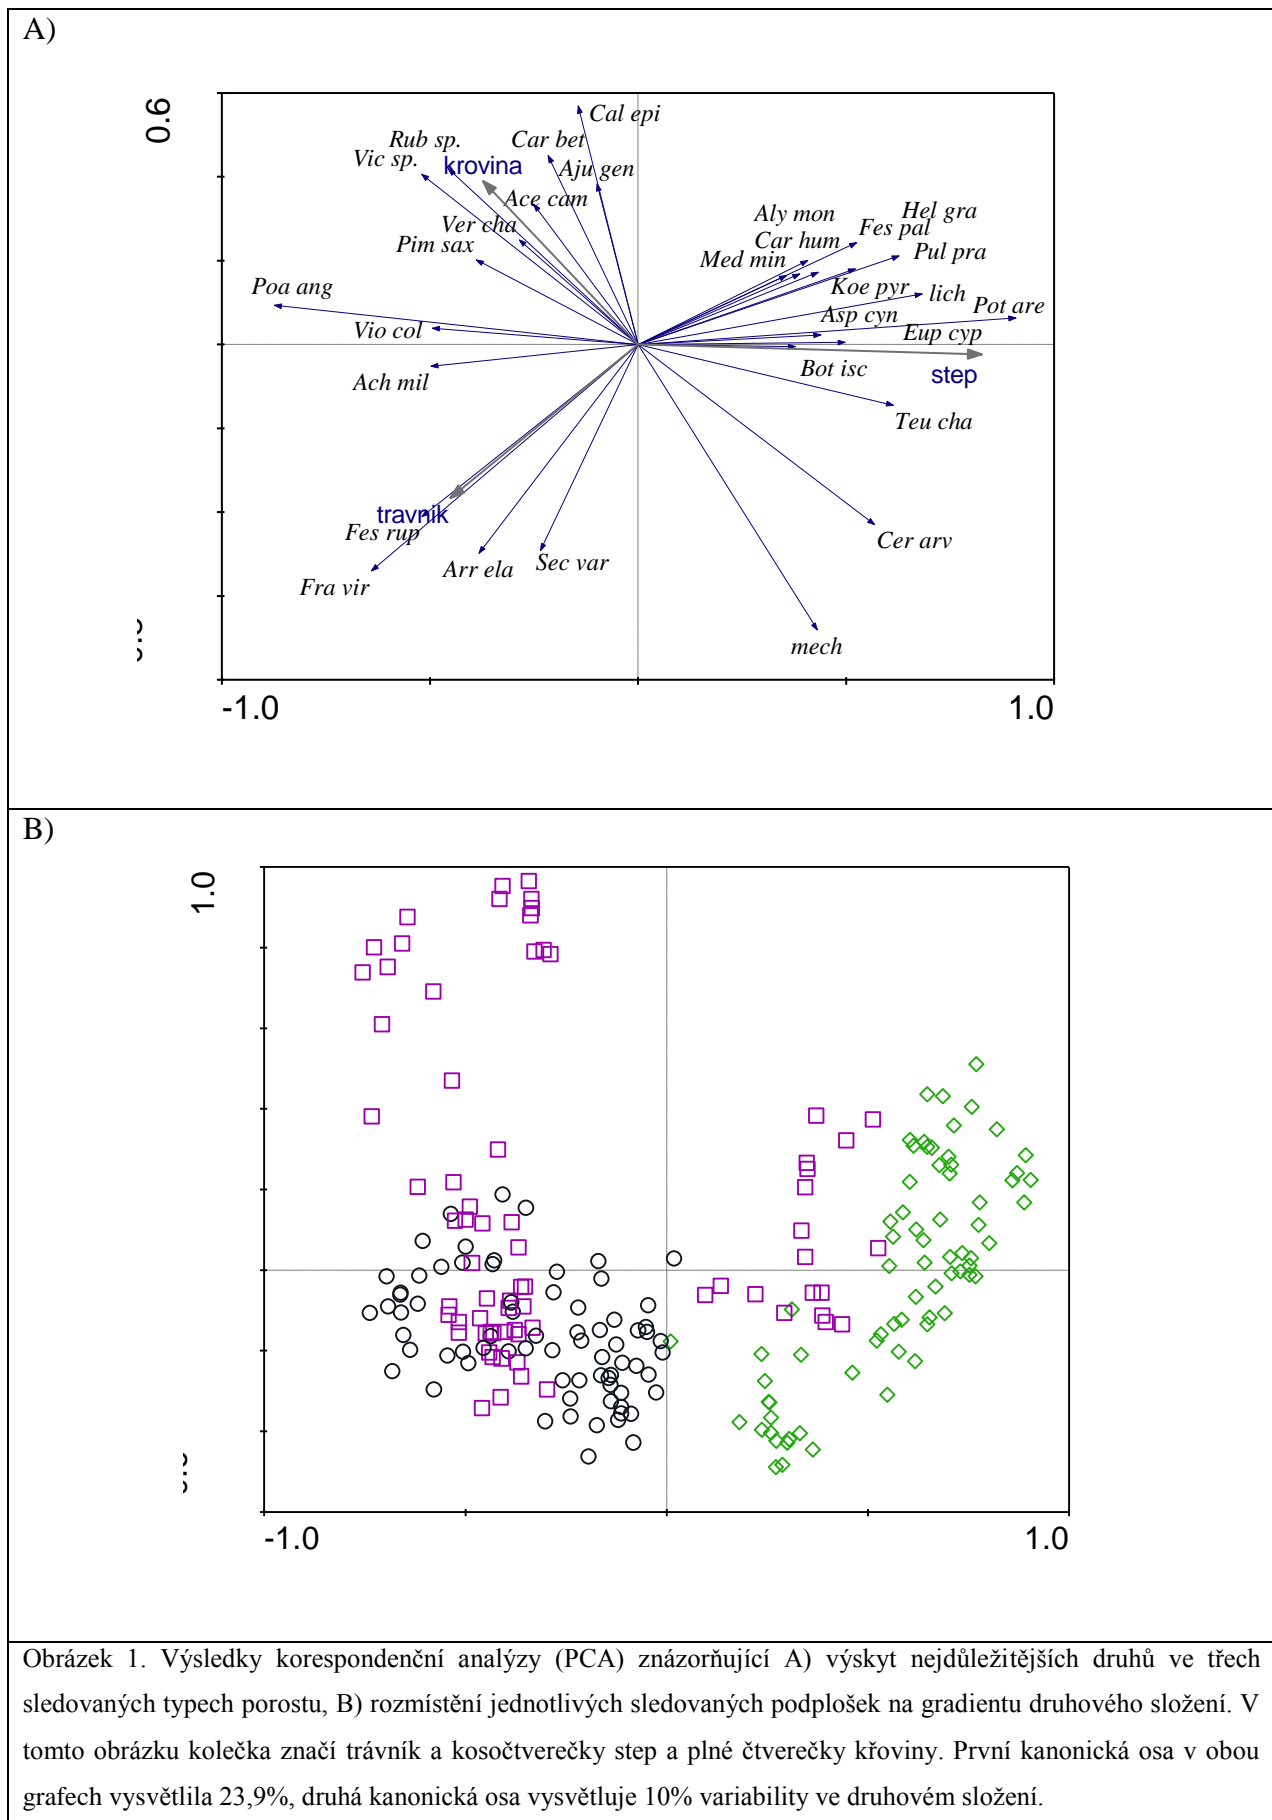 A)
0.6
Cal epi
Rub sp.
Car bet
Vic sp.
krovina
Aju gen
Ace cam
Hel gra
Aly mon
Fes pal
Ver cha
Car hum
Pim sax
Pul pra
Med min
Poa ang
Koe pyr
lich
Pot are
Asp cyn
Vio col
Eup cyp
Bot isc
step
Ach mil
Teu cha
travnik
Fes rup
Cer arv
Sec var
Arr ela
Fra vir
mech
-1.0
1.0
B)
1.0
-1.0
1.0
Obrázek 1. Výsledky korespondenční analýzy (PCA) znázorňující A) výskyt nejdůležitějších druhů ve třech
sledovaných typech porostu, B) rozmístění jednotlivých sledovaných podplošek na gradientu druhového složení. V
tomto obrázku kolečka značí trávník a kosočtverečky step a plné čtverečky křoviny. První kanonická osa v obou
grafech vysvětlila 23,9%, druhá kanonická osa vysvětluje 10% variability ve druhovém složení.